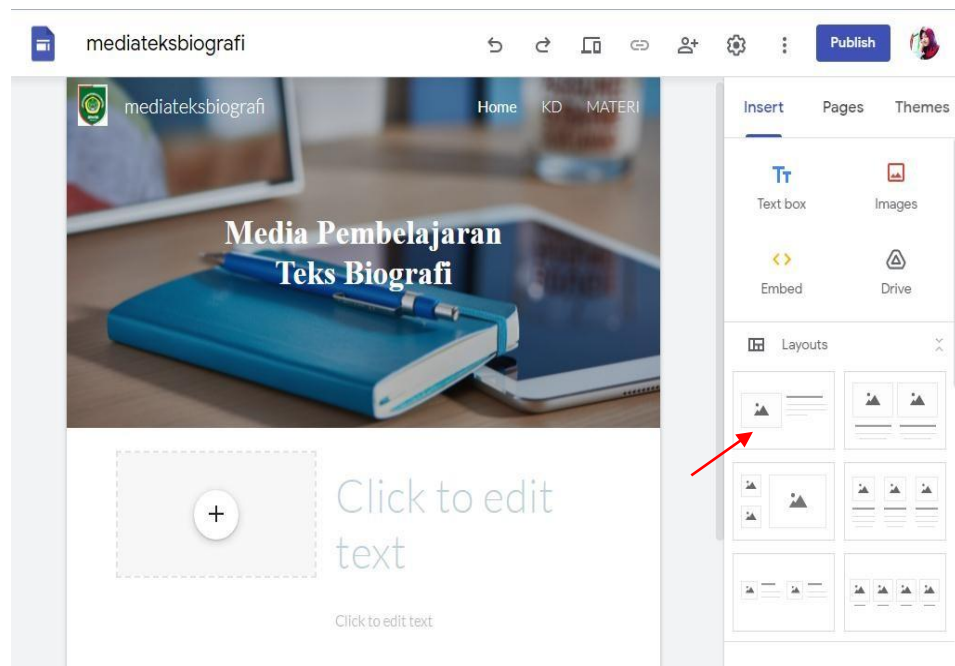 mediateksbiografi
Publish
mediateksbiografi
Home KD MATERI
Media Pembelajaran
Teks Biografi
Click to edit
text
Click to edit text
Insert Pages Themes
Text box Images
Embed Drive
Layouts